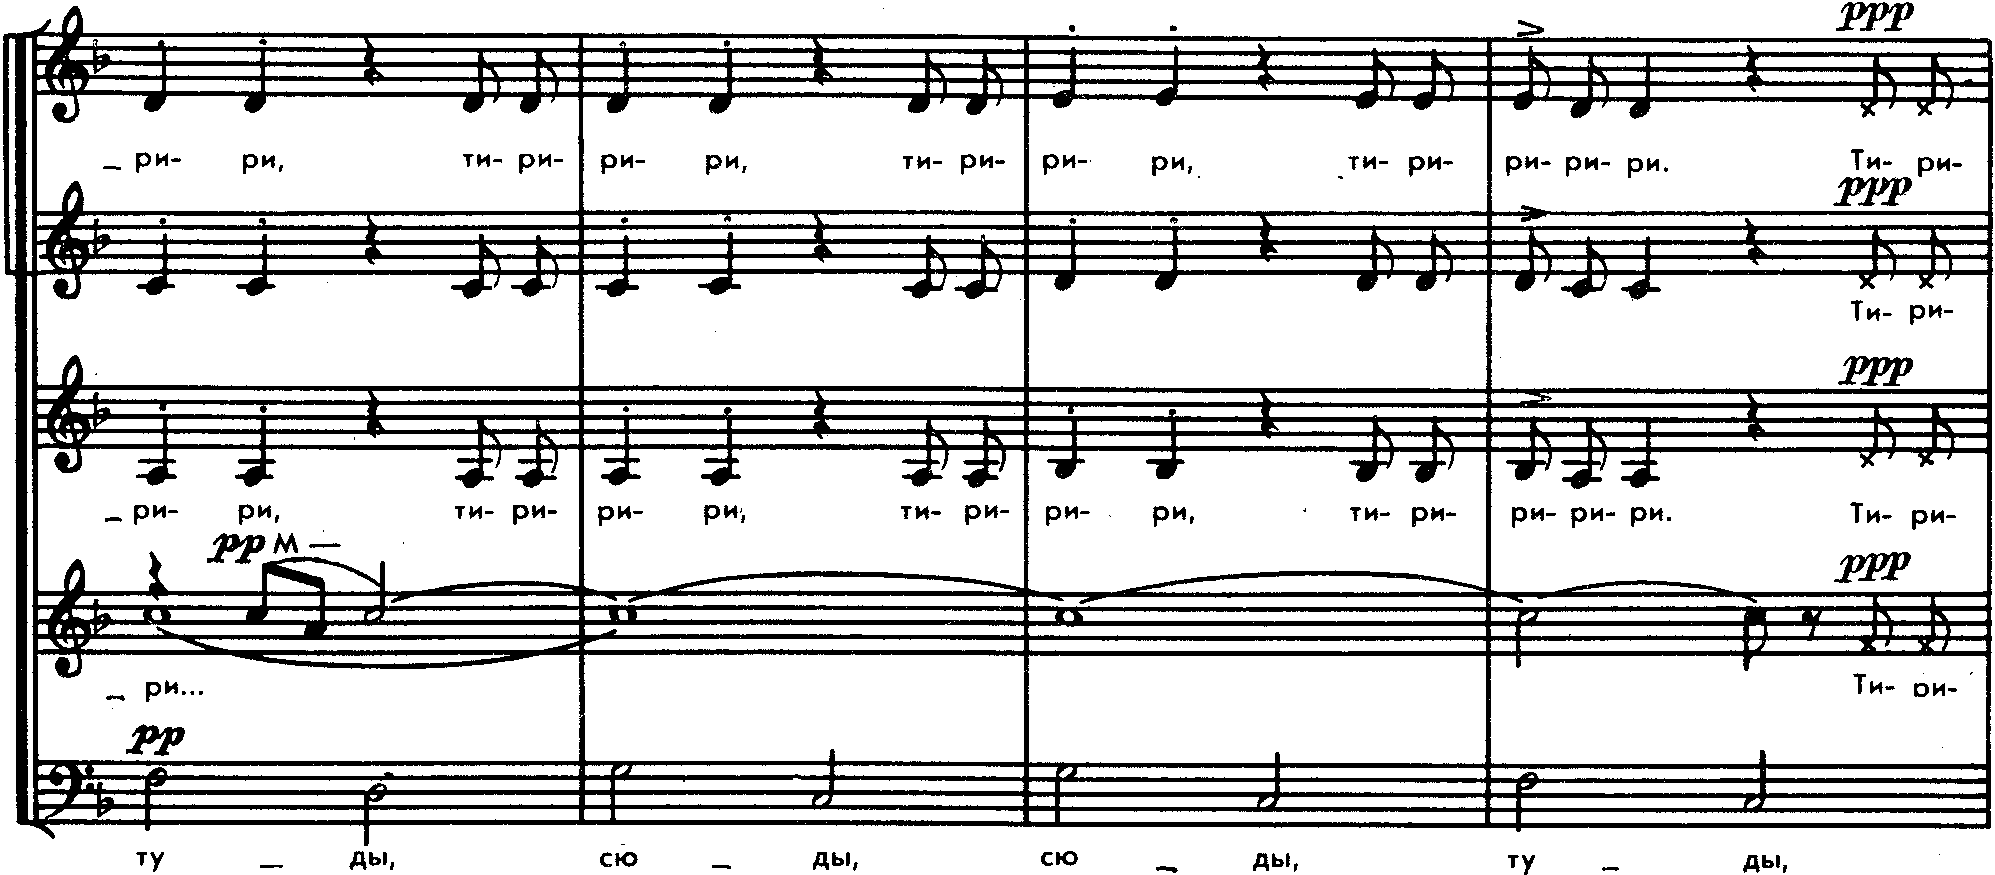 ppp
_ ри- ри, ти- ри- ри- ри, ти- ри- ри- ри, ти- ри- ри- ри- ри. Ти- ри-
ppp
Ти- ри-
ppp
_ ри- ри, ти- ри- ри- ри, ти- ри- ри- ри, ти- ри- ри- ри- ри. Ти- ри-
pp М — ppp
_ ри... Ти- ри-
pp
ту _ ды, сю _ ды, сю _ ды, ту _ ды,